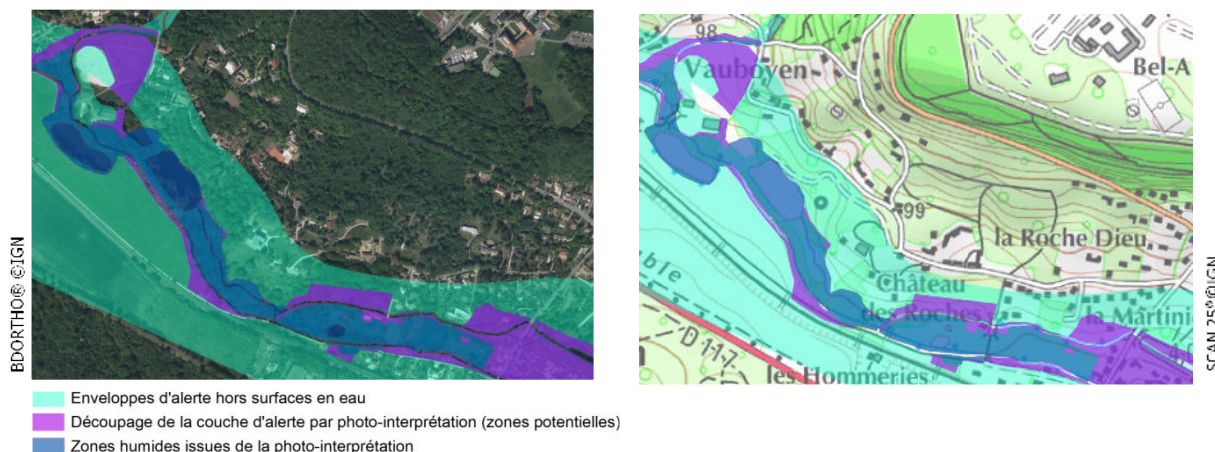 BDORTHO® ©IGN
98
Vauboyen
Bel-A
99
la Roche Dieu
Château
des Roches
la Martini
D 117
les Hommeries
SCAN 25®©IGN
Enveloppes d'alerte hors surfaces en eau
Découpage de la couche d'alerte par photo-interprétation (zones potentielles)
Zones humides issues de la photo-interprétation